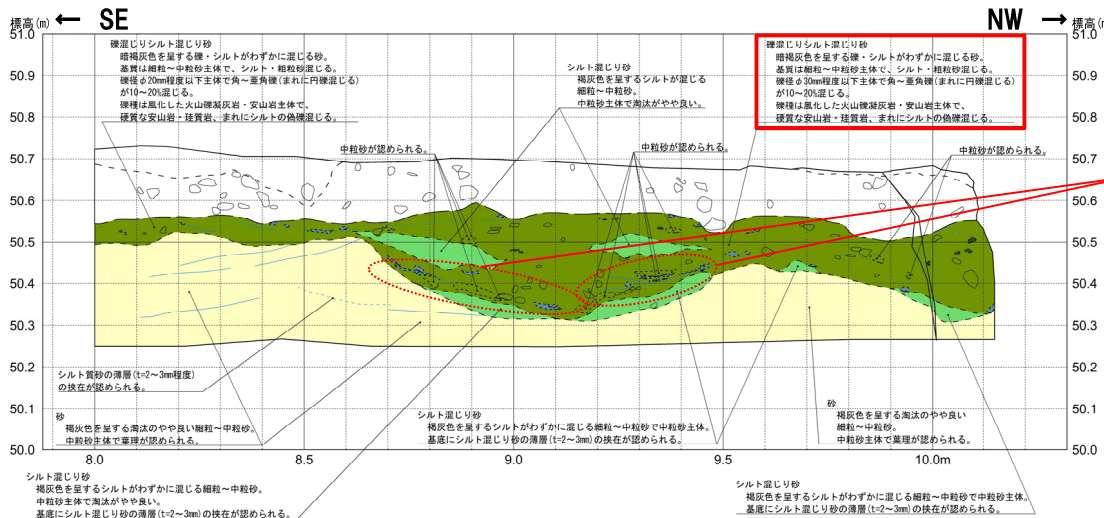 標高(m) ← SE
NW → 標高(m
51.0
50.9
50.8
50.7
50.6
50.5
50.4
50.3
50.2
50.1
50.0
礫混じりシルト混じり砂
暗褐灰色を呈する礫・シルトがわずかに混じる砂。
基質は細粒～中粒砂主体で、シルト・粗粒砂混じる。
礫径φ20mm程度以下主体で角～亜角礫(まれに円礫混じる)
が10～20%混じる。
礫種は風化した火山礫凝灰岩・安山岩主体で、
硬質な安山岩・珪質岩、まれにシルトの偽礫混じる。
シルト混じり砂
褐灰色を呈するシルトが混じる
細粒～中粒砂。
中粒砂主体で淘汰がやや良い。
礫混じりシルト混じり砂
暗褐灰色を呈する礫・シルトがわずかに混じる砂。
基質は細粒～中粒砂主体で、シルト・粗粒砂混じる。
礫径φ30mm程度以下主体で角～亜角礫(まれに円礫混じる)
が10～20%混じる。
礫種は風化した火山礫凝灰岩・安山岩主体で、
硬質な安山岩・珪質岩、まれにシルトの偽礫混じる。
51.0
50.9
50.8
50.7
50.6
50.5
50.4
50.3
50.2
50.1
50.0
中粒砂が認められる。
中粒砂が認められる。
中粒砂が認められる。
シルト質砂の薄層(t=2～3mm程度)
の挟在が認められる。
砂
褐灰色を呈する淘汰のやや良い細粒～中粒砂。
中粒砂主体で葉理が認められる。
シルト混じり砂
褐灰色を呈するシルトがわずかに混じる細粒～中粒砂で中粒砂主体。
基底にシルト混じり砂の薄層(t=2～3mm)の挟在が認められる。
砂
褐灰色を呈する淘汰のやや良い
細粒～中粒砂。
中粒砂主体で葉理が認められる。
8.0
8.5
9.0
9.5
10.0m
シルト混じり砂
褐灰色を呈するシルトがわずかに混じる細粒～中粒砂。
中粒砂主体で淘汰がやや良い。
基底にシルト混じり砂の薄層(t=2～3mm)の挟在が認められる。
シルト混じり砂
褐灰色を呈するシルトがわずかに混じる細粒～中粒砂で中粒砂主体。
基底にシルト混じり砂の薄層(t=2～3mm)の挟在が認められる。